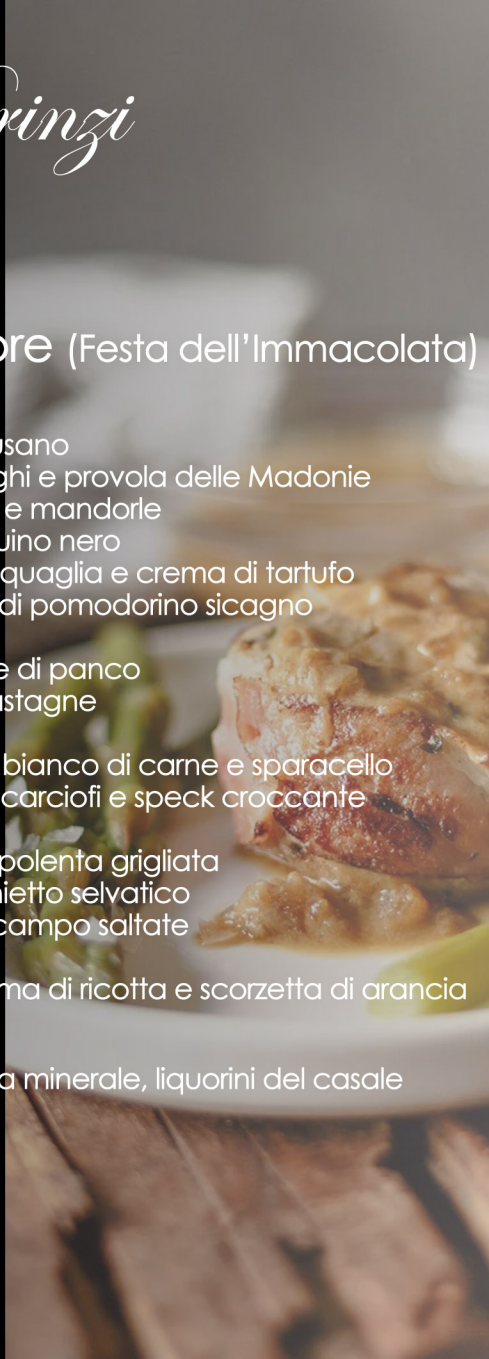 rinzi
ore (Festa dell'Immacolata)
usano
ghi e provola delle Madonie
e mandorle
uino nero
quaglia e crema di tartufo
di pomodorino sicagno
e di panco
astagne
bianco di carne e sparacello
carciofi e speck croccante
polenta grigliata
hietto selvatico
campo saltate
ma di ricotta e scorzetta di arancia
a minerale, liquorini del casale